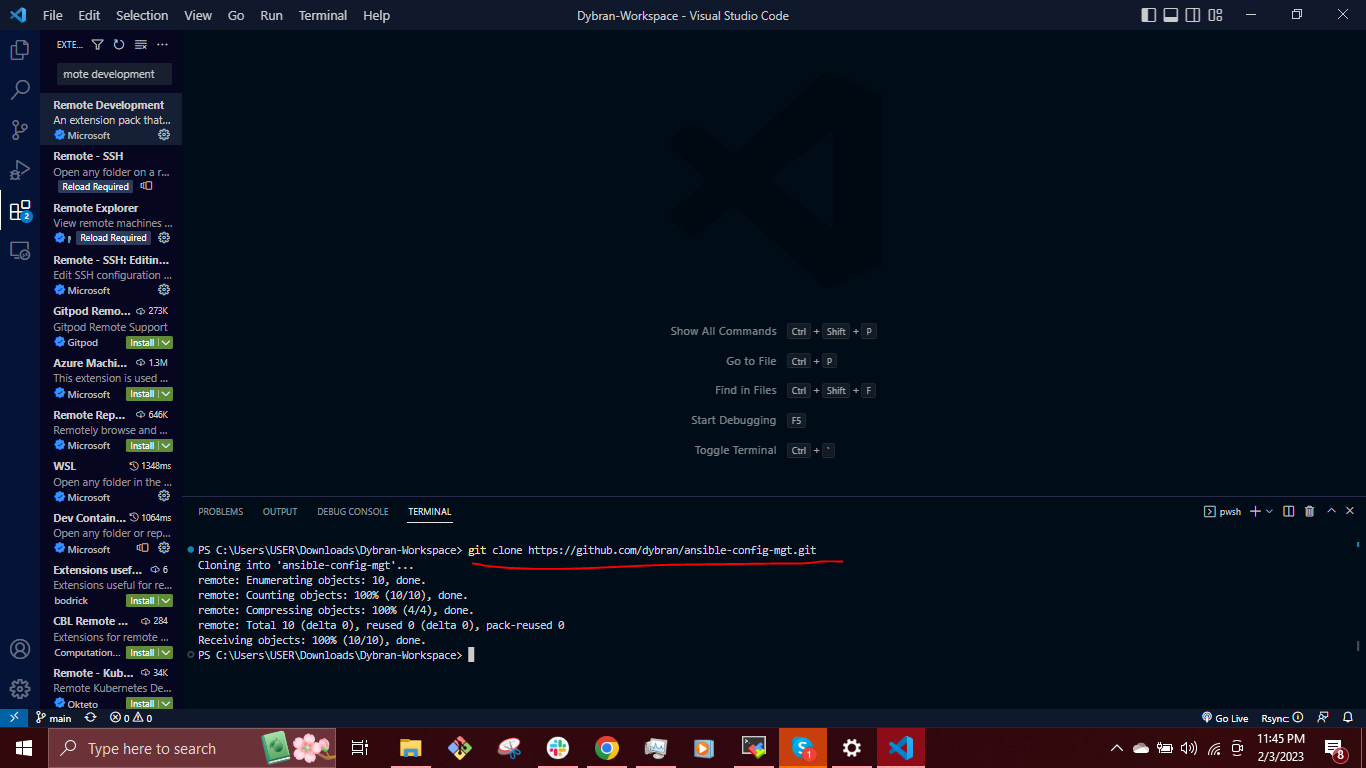 File Edit Selection View Go Run Terminal Help
Dybran-Workspace - Visual Studio Code
EXTE...
mote development
Remote Development
An extension pack that...
Microsoft
Remote - SSH
Open any folder on a r...
Reload Required
Remote Explorer
View remote machines ...
Reload Required
Remote - SSH: Editin...
Edit SSH configuration ...
Microsoft
Gitpod Remo... 273K
Gitpod Remote Support
Gitpod Install
Azure Machi... 1.3M
This extension is used ...
Microsoft Install
Remote Rep... 646K
Remotely browse and ...
Microsoft Install
WSL 1348ms
Open any folder in the ...
Microsoft
Dev Contain... 1064ms
Open any folder or rep...
Microsoft
Extensions usef... 6
Extensions useful for re...
bodrick Install
CBL Remote ... 284
Extensions for remote ...
Computation... Install
Remote - Kub... 34K
Remote Kubernetes De...
Okteto Install
2
Show All Commands Ctrl + Shift + P
Go to File Ctrl + P
Find in Files Ctrl + Shift + F
Start Debugging F5
Toggle Terminal Ctrl + `
PROBLEMS OUTPUT DEBUG CONSOLE TERMINAL
pwsh
PS C:\Users\USER\Downloads\Dybran-Workspace> git clone https://github.com/dybran/ansible-config-mgt.git
Cloning into 'ansible-config-mgt'...
remote: Enumerating objects: 10, done.
remote: Counting objects: 100% (10/10), done.
remote: Compressing objects: 100% (4/4), done.
remote: Total 10 (delta 0), reused 0 (delta 0), pack-reused 0
Receiving objects: 100% (10/10), done.
PS C:\Users\USER\Downloads\Dybran-Workspace>
main 0 0
Go Live Rsync:
Type here to search
1
11:45 PM
2/3/2023
8